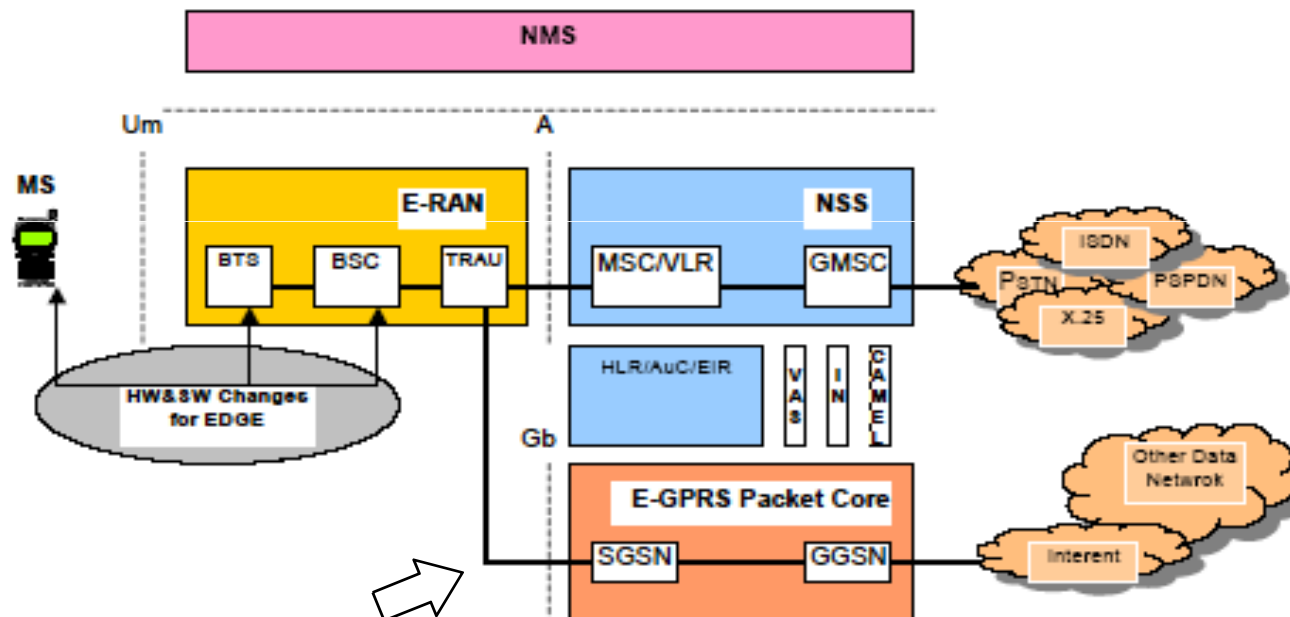 NMS
Um
A
MS
E-RAN
NSS
BTS
BSC
TRAU
MSC/VLR
GMSC
ISDN
PSTN
PSPDN
X.25
HW&SW Changes
for EDGE
HLR/AuC/EIR
VAS
IN
CAMEL
Gb
E-GPRS Packet Core
SGSN
GGSN
Other Data
Netwrok
Interent